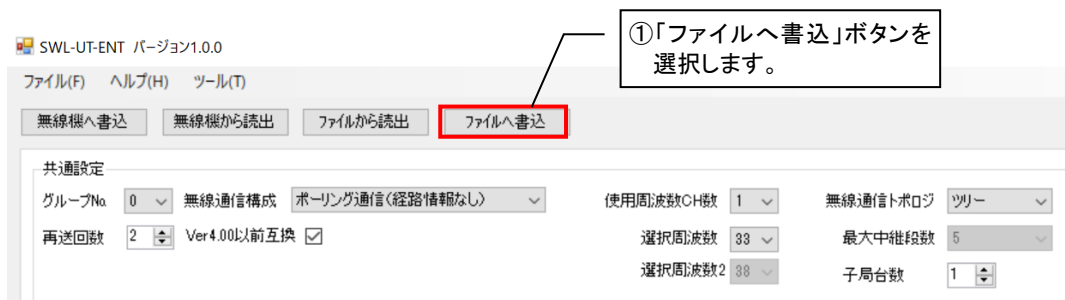 ①「ファイルへ書込」ボタンを
選択します。
SWL-UT-ENT バージョン1.0.0
ファイル(F) ヘルプ(H) ツール(T)
無線機へ書込 無線機から読出 ファイルから読出 ファイルへ書込
共通設定
グループNo. 0 無線通信構成 ポーリング通信(経路情報なし) 使用周波数CH数 1 無線通信トポロジ ツリー
再送回数 2 Ver4.00以前互換 選択周波数 33 最大中継段数 5
選択周波数2 38 子局台数 1